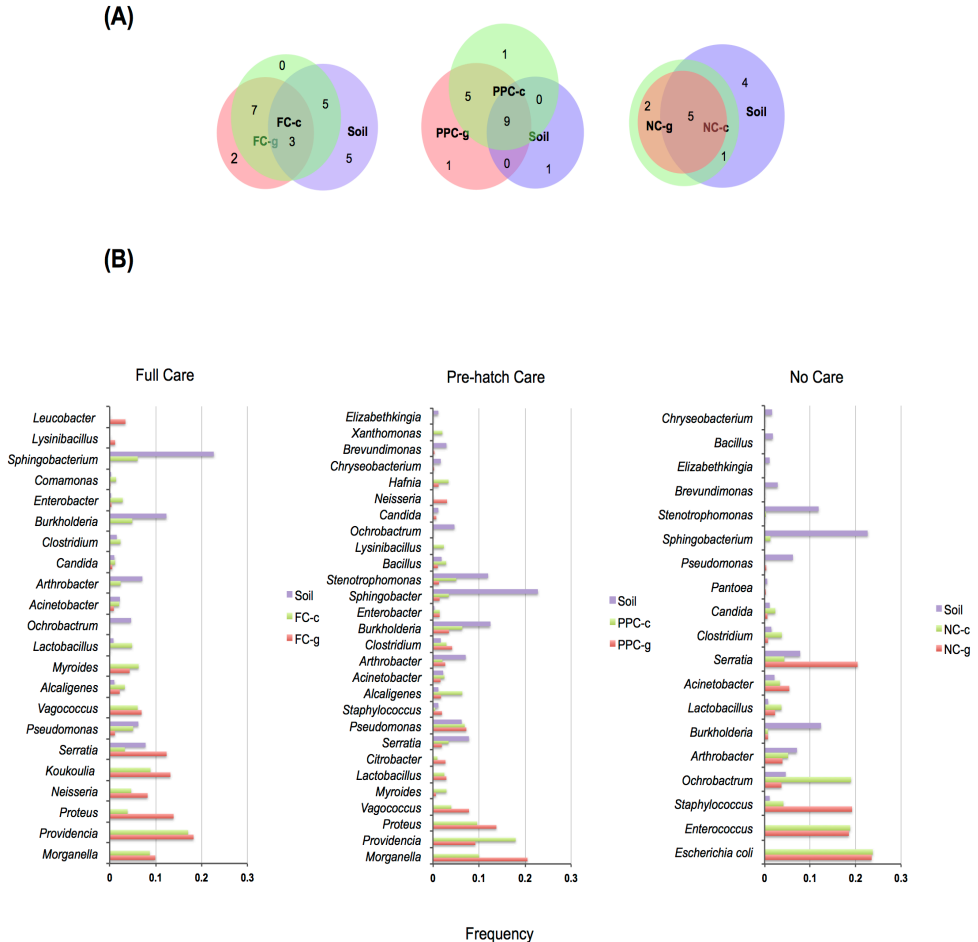 (A)
0
7
5
FC-c
FC-g
3
Soil
2
5
1
5
PPC-c
0
9
PPC-g
Soil
1
0
1
4
2
5
Soil
NC-g
NC-c
1
(B)
Full Care
Leucobacter
Lysinibacillus
Sphingobacterium
Comamonas
Enterobacter
Burkholderia
Clostridium
Candida
Arthrobacter
Acinetobacter
Ochrobactrum
Lactobacillus
Myroides
Alcaligenes
Vagococcus
Pseudomonas
Serratia
Koukoulia
Neisseria
Proteus
Providencia
Morganella
0 0.1 0.2 0.3
Soil
FC-c
FC-g
Pre-hatch Care
Elizabethkingia
Xanthomonas
Brevundimonas
Chryseobacterium
Hafnia
Neisseria
Candida
Ochrobactrum
Lysinibacillus
Bacillus
Stenotrophomonas
Sphingobacter
Enterobacter
Burkholderia
Clostridium
Arthrobacter
Acinetobacter
Alcaligenes
Staphylococcus
Pseudomonas
Serratia
Citrobacter
Lactobacillus
Myroides
Vagococcus
Proteus
Providencia
Morganella
0 0.1 0.2 0.3
Soil
PPC-c
PPC-g
No Care
Chryseobacterium
Bacillus
Elizabethkingia
Brevundimonas
Stenotrophomonas
Sphingobacterium
Pseudomonas
Pantoea
Candida
Clostridium
Serratia
Acinetobacter
Lactobacillus
Burkholderia
Arthrobacter
Ochrobactrum
Staphylococcus
Enterococcus
Escherichia coli
0 0.1 0.2 0.3
Soil
NC-c
NC-g
Frequency